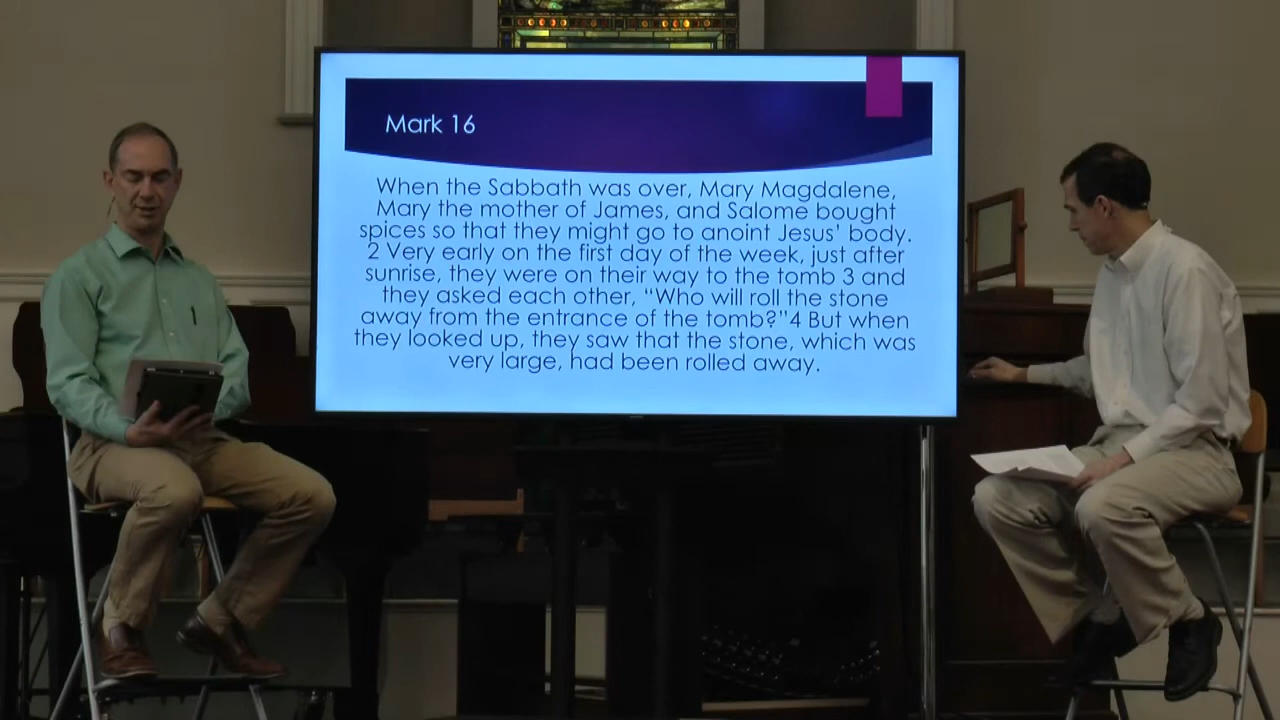 Mark 16
When the Sabbath was over, Mary Magdalene,
Mary the mother of James, and Salome bought
spices so that they might go to anoint Jesus’ body.
2 Very early on the first day of the week, just after
sunrise, they were on their way to the tomb 3 and
they asked each other, “Who will roll the stone
away from the entrance of the tomb?”4 But when
they looked up, they saw that the stone, which was
very large, had been rolled away.